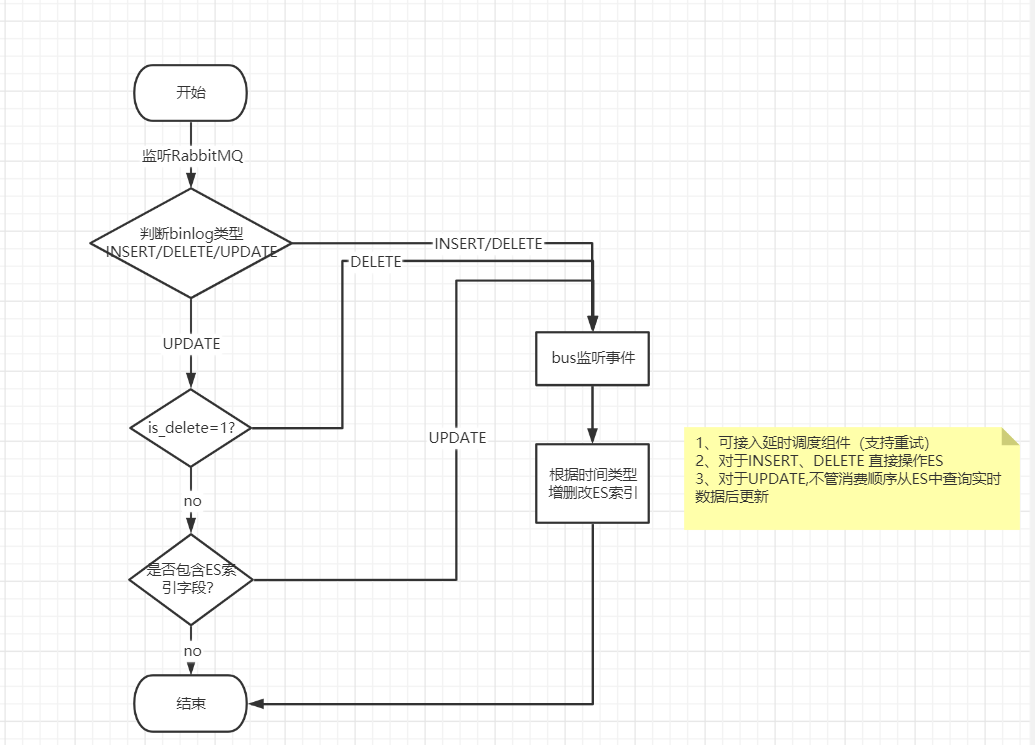 开始
监听RabbitMQ
判断binlog类型
INSERT/DELETE/UPDATE
INSERT/DELETE
DELETE
UPDATE
bus监听事件
is_delete=1?
UPDATE
no
根据时间类型
增删改ES索引
1、可接入延时调度组件（支持重试）
2、对于INSERT、DELETE 直接操作ES
3、对于UPDATE,不管消费顺序从ES中查询实时
数据后更新
是否包含ES索
引字段?
no
结束